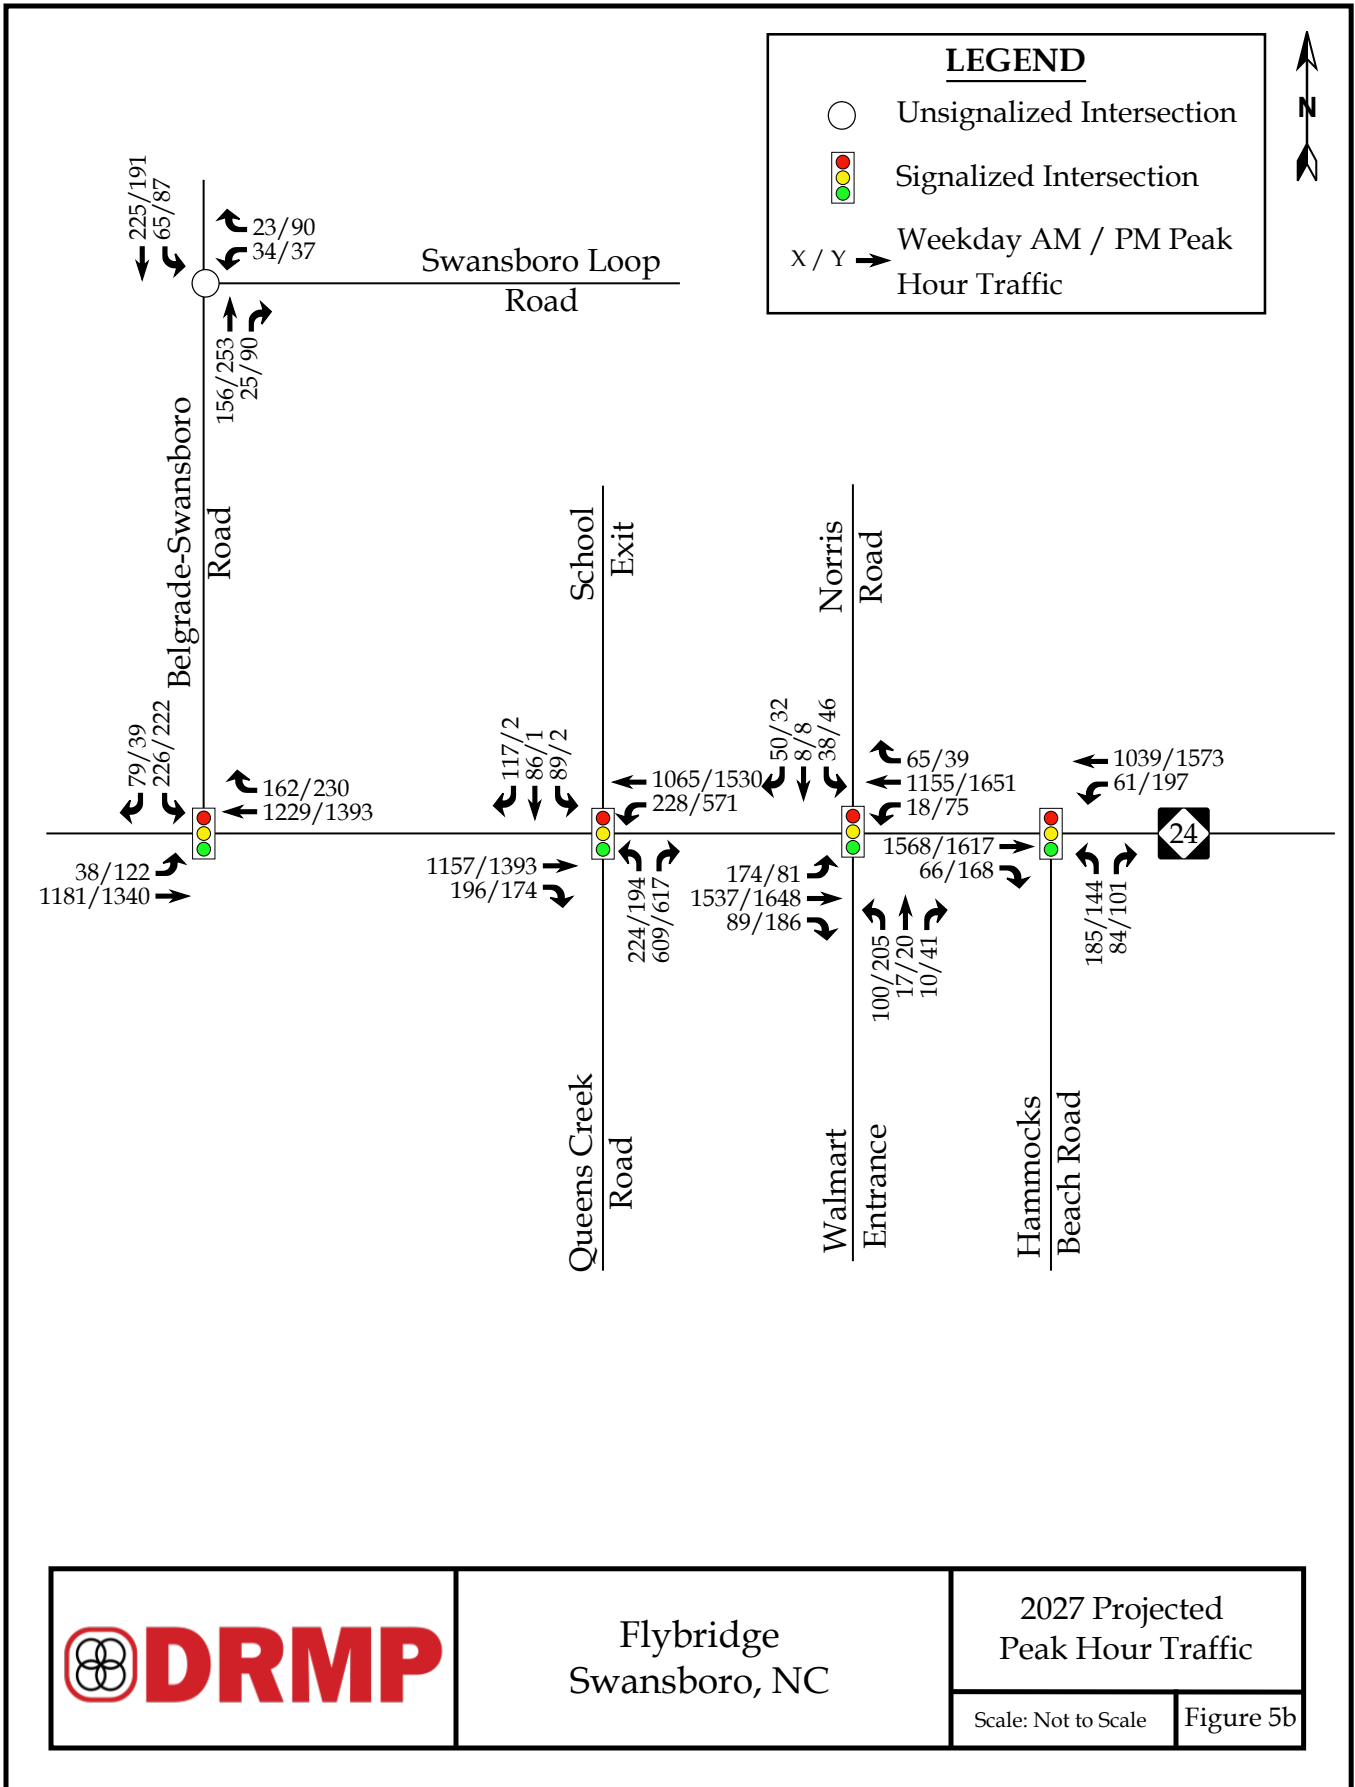 LEGEND
Unsignalized Intersection
Signalized Intersection
X / Y
Weekday AM / PM Peak
Hour Traffic
N
225/191
65/87
23/90
34/37
Swansboro Loop
Road
156/253
25/90
Belgrade-Swansboro
Road
School
Exit
Norris
Road
79/39
226/222
162/230
1229/1393
38/122
1181/1340
117/2
86/1
89/2
1065/1530
228/571
1157/1393
196/174
224/194
609/617
50/32
8/8
38/46
65/39
1155/1651
18/75
174/81
1537/1648
89/186
100/205
17/20
10/41
1039/1573
61/197
1568/1617
66/168
185/144
84/101
24
Queens Creek
Road
Walmart
Entrance
Hammocks
Beach Road
DRMP
Flybridge
Swansboro, NC
2027 Projected
Peak Hour Traffic
Scale: Not to Scale
Figure 5b